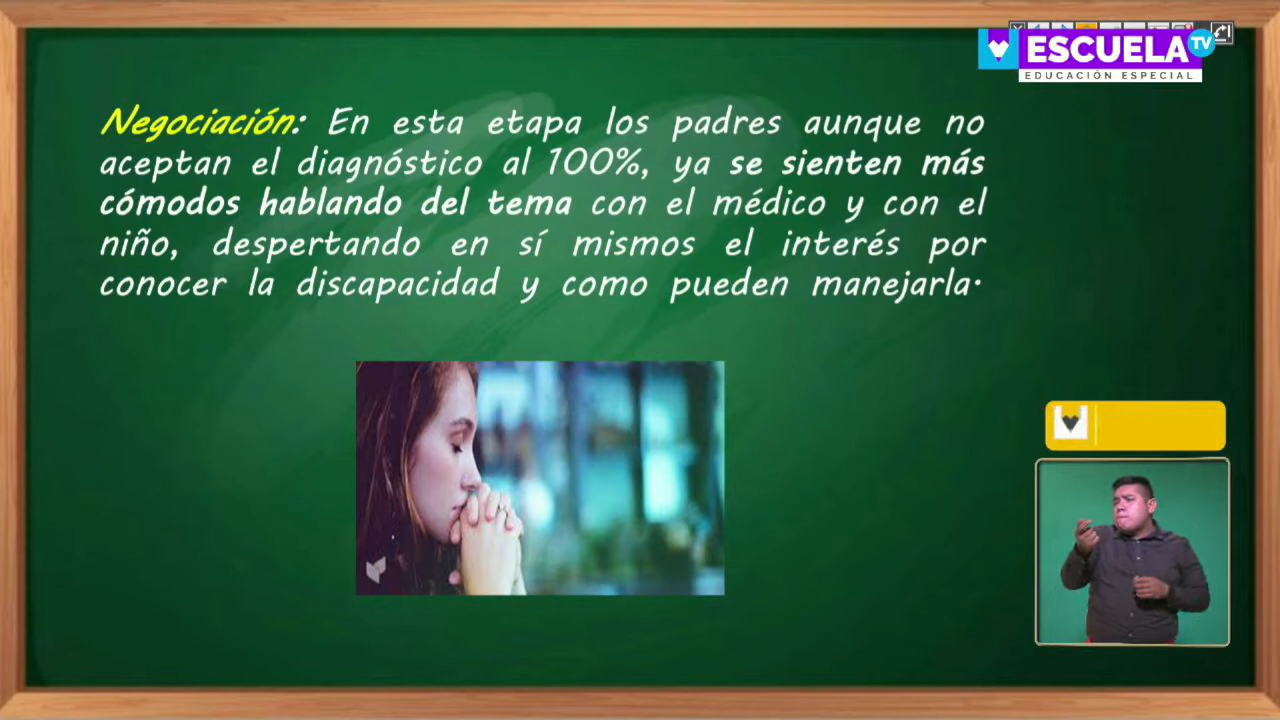 ESCUELA TV
EDUCACIÓN ESPECIAL
Negociación: En esta etapa los padres aunque no
aceptan el diagnóstico al 100%, ya se sienten más
cómodos hablando del tema con el médico y con el
niño, despertando en sí mismos el interés por
conocer la discapacidad y como pueden manejarla.